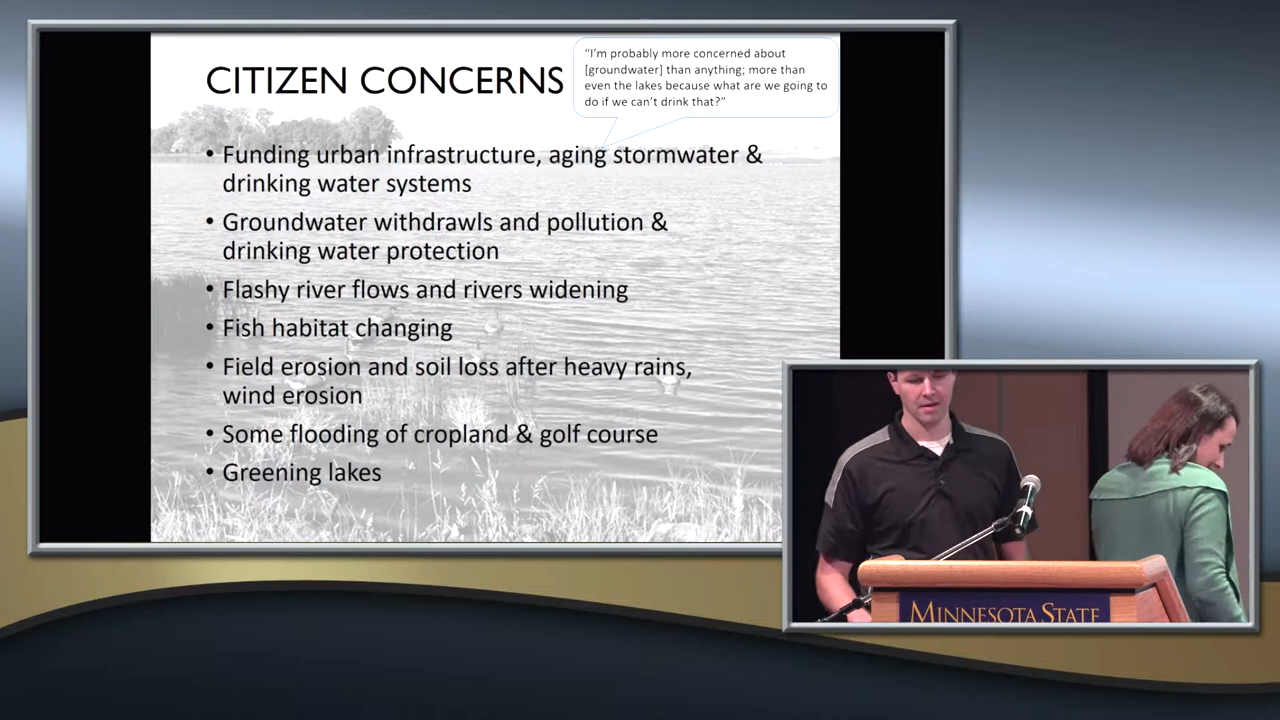 CITIZEN CONCERNS
“I’m probably more concerned about
[groundwater] than anything; more than
even the lakes because what are we going to
do if we can’t drink that?”
• Funding urban infrastructure, aging stormwater &
drinking water systems
• Groundwater withdrawls and pollution &
drinking water protection
• Flashy river flows and rivers widening
• Fish habitat changing
• Field erosion and soil loss after heavy rains,
wind erosion
• Some flooding of cropland & golf course
• Greening lakes
MINNESOTA STATE